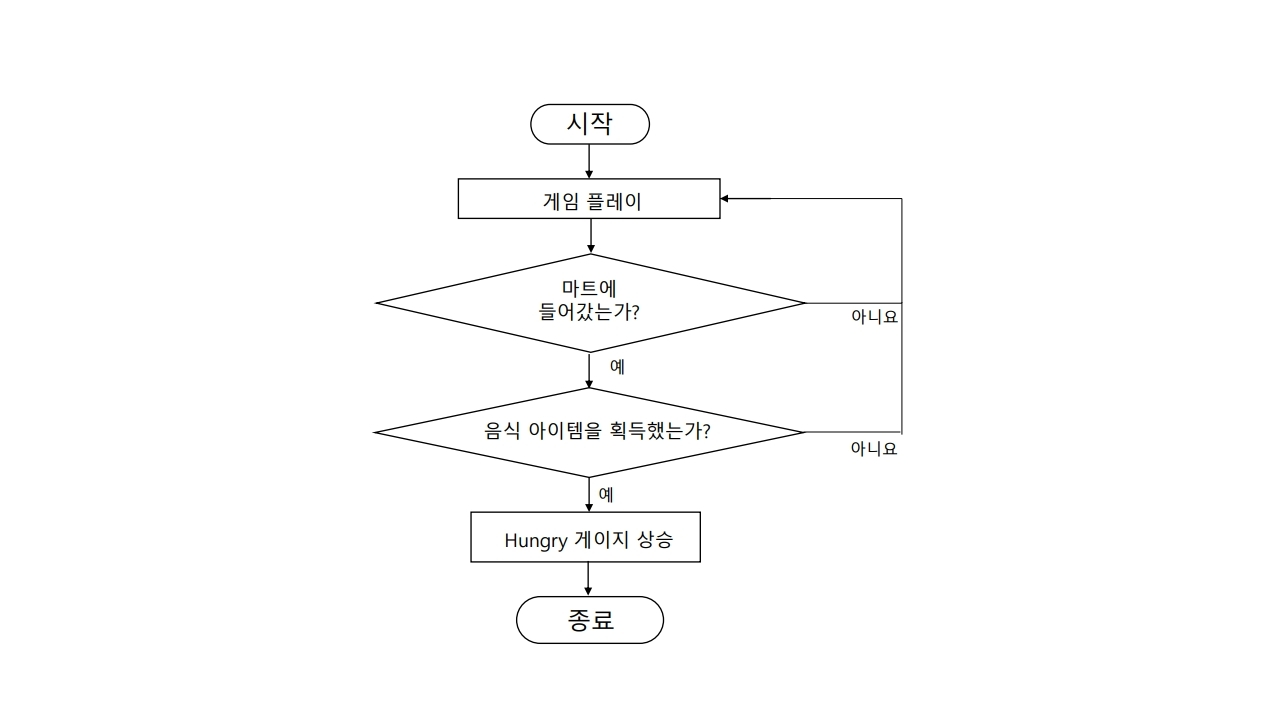 시작
게임 플레이
마트에
들어갔는가?
아니요
예
음식 아이템을 획득했는가?
아니요
예
Hungry 게이지 상승
종료